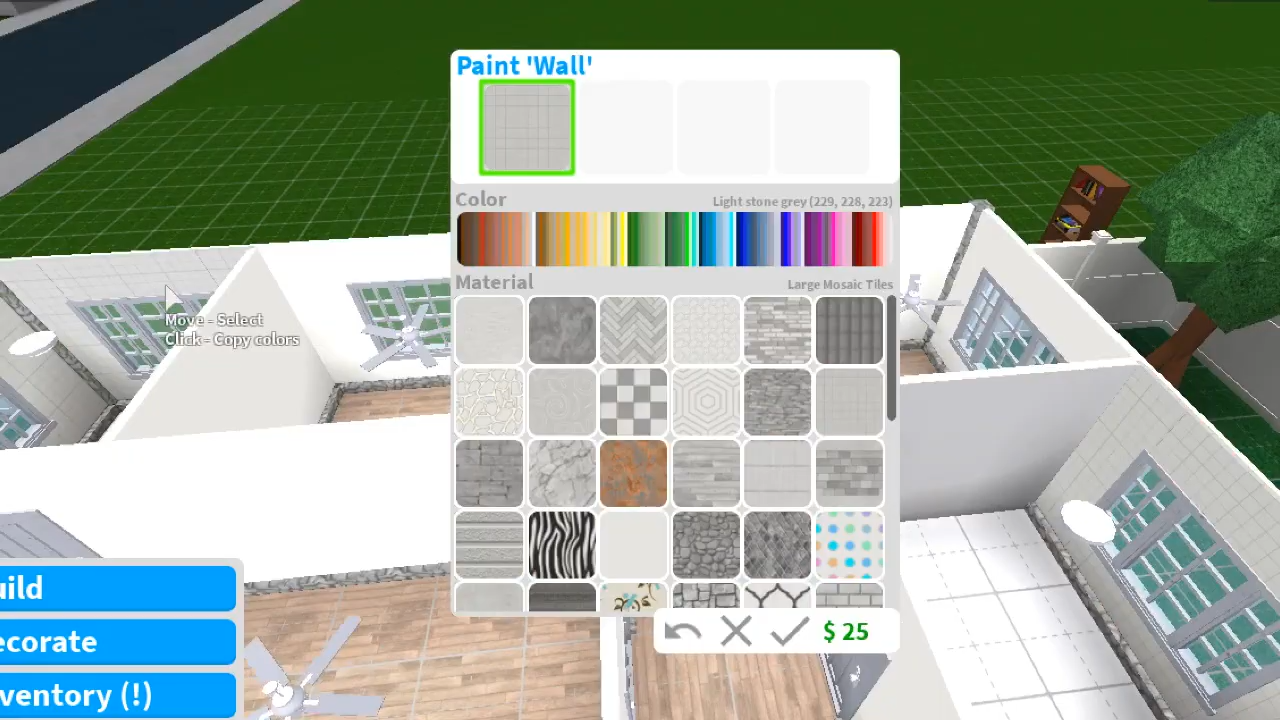 Paint 'Wall'
Color
Light stone grey (229, 228, 223)
Material
Large Mosaic Tiles
Move - Select
Click - Copy colors
uild
ecorate
nventory (!)
$ 25